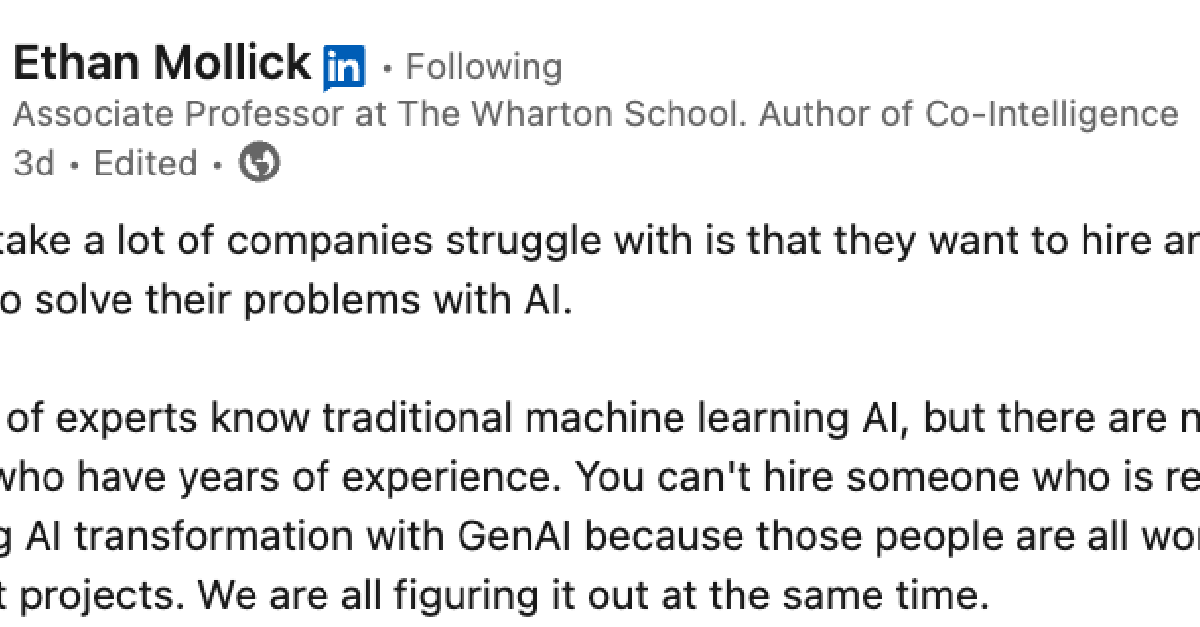 Ethan Mollick in • Following
Associate Professor at The Wharton School. Author of Co-Intelligence
3d • Edited •
take a lot of companies struggle with is that they want to hire
o solve their problems with AI.
of experts know traditional machine learning AI, but there are
who have years of experience. You can't hire someone who is
g AI transformation with GenAI because those people are all
t projects. We are all figuring it out at the same time.